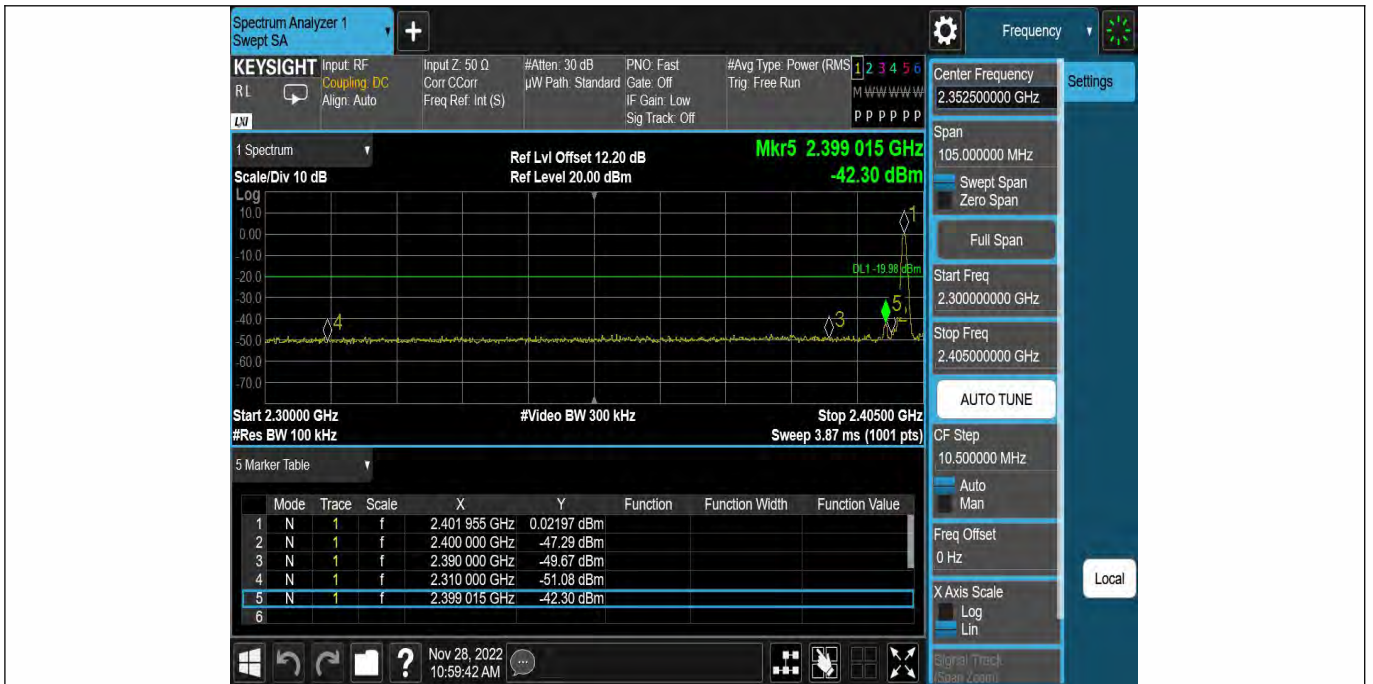 Spectrum Analyzer 1
Swept SA
+
Frequency
KEYSIGHT
RL
LXI
Input: RF
Coupling: DC
Align: Auto
Input Z: 50 Ω
Corr CCorr
Freq Ref: Int (S)
#Atten: 30 dB
µW Path: Standard
PNO: Fast
Gate: Off
IF Gain: Low
Sig Track: Off
#Avg Type: Power (RMS
Trig: Free Run
1 2 3 4 5 6
M W W W W W
P P P P P P
1 Spectrum
Scale/Div 10 dB
Ref Lvl Offset 12.20 dB
Ref Level 20.00 dBm
Mkr5 2.399 015 GHz
-42.30 dBm
Log
10.0
0.00
-10.0
-20.0
-30.0
-40.0
-50.0
-60.0
-70.0
1
DL1 -19.98 dBm
5
4
3
2
Start 2.30000 GHz
#Video BW 300 kHz
Stop 2.40500 GHz
#Res BW 100 kHz
Sweep 3.87 ms (1001 pts)
5 Marker Table
Mode Trace Scale X Y Function Function Width Function Value
1 N 1 f 2.401 955 GHz 0.02197 dBm
2 N 1 f 2.400 000 GHz -47.29 dBm
3 N 1 f 2.390 000 GHz -49.67 dBm
4 N 1 f 2.310 000 GHz -51.08 dBm
5 N 1 f 2.399 015 GHz -42.30 dBm
6
Nov 28, 2022
10:59:42 AM
?
Center Frequency
2.352500000 GHz
Settings
Span
105.000000 MHz
Swept Span
Zero Span
Full Span
Start Freq
2.300000000 GHz
Stop Freq
2.405000000 GHz
AUTO TUNE
CF Step
10.500000 MHz
Auto
Man
Freq Offset
0 Hz
Local
X Axis Scale
Log
Lin
Signal Track
(Span Zoom)